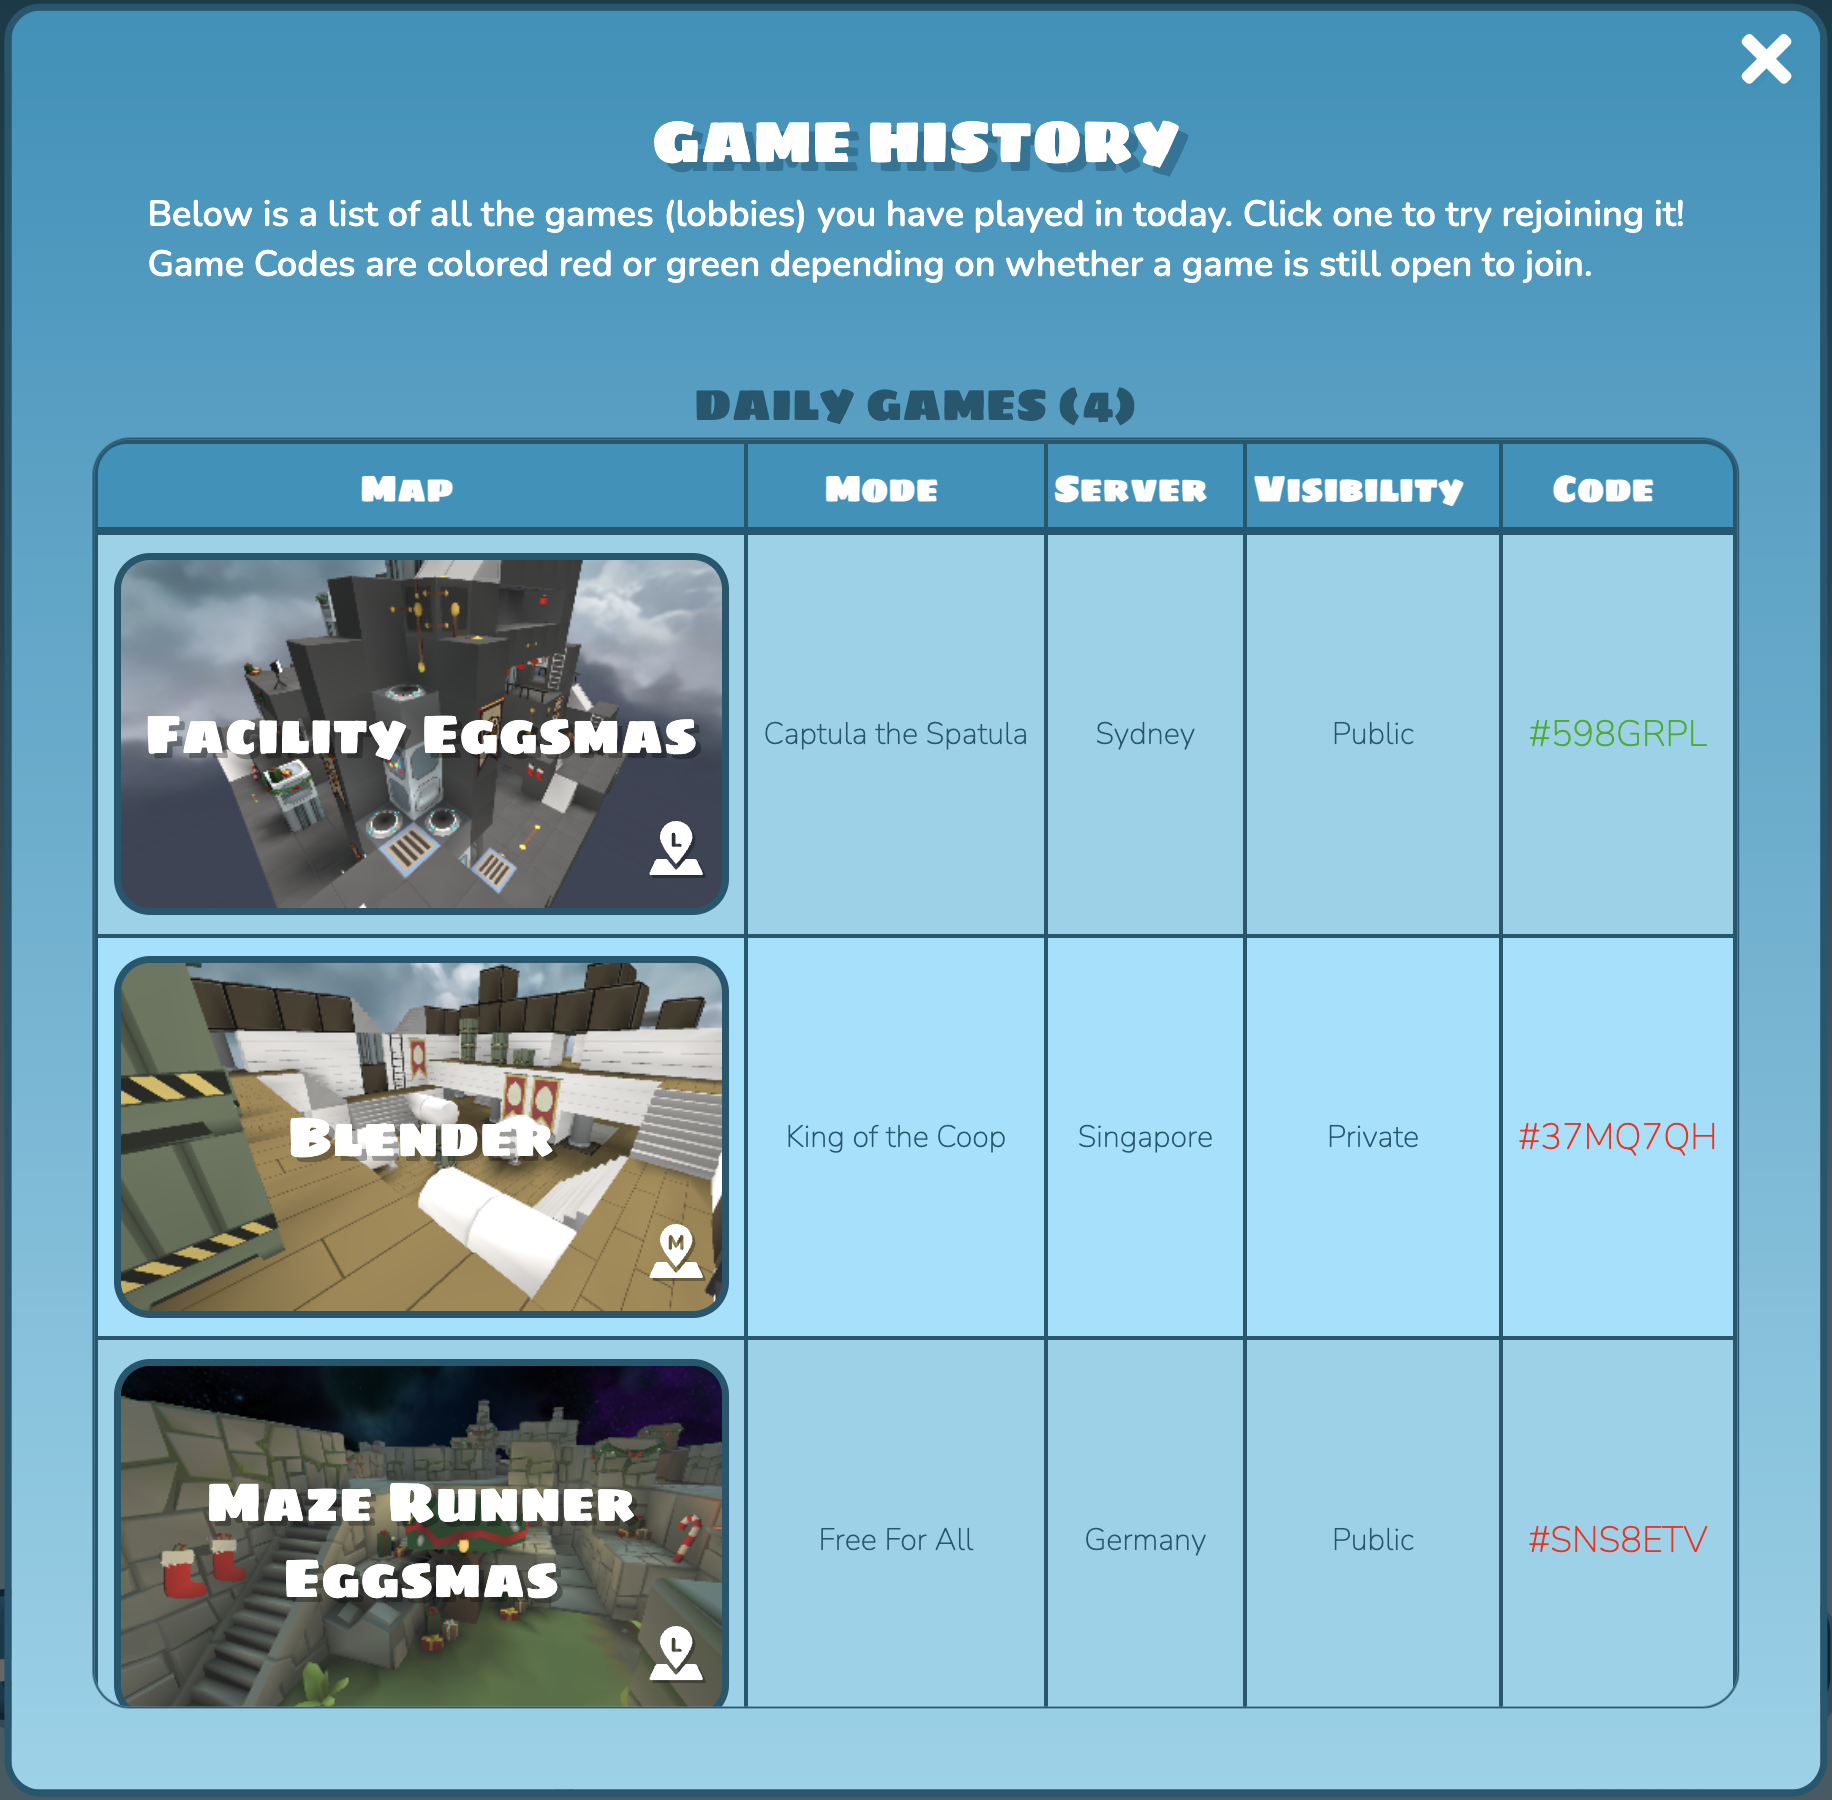 GAME HISTORY
Below is a list of all the games (lobbies) you have played in today. Click one to try rejoining it!
Game Codes are colored red or green depending on whether a game is still open to join.
DAILY GAMES (4)
Map Mode Server Visibility Code
Facility Eggsmas Captula the Spatula Sydney Public #598GRPL
L
Blender King of the Coop Singapore Private #37MQ7QH
M
Maze Runner
Eggsmas
Free For All Germany Public #SNS8ETV
L